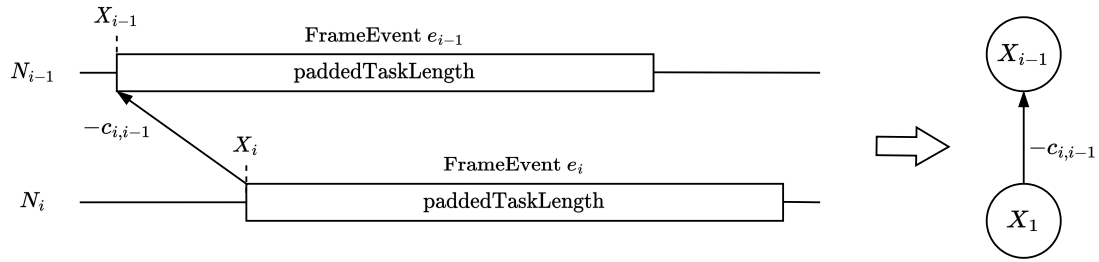 X_{i-1}
FrameEvent e_{i-1}
N_{i-1} paddedTaskLength X_{i-1}
-c_{i,i-1}
X_i
-c_{i,i-1}
FrameEvent e_i
N_i paddedTaskLength X_1